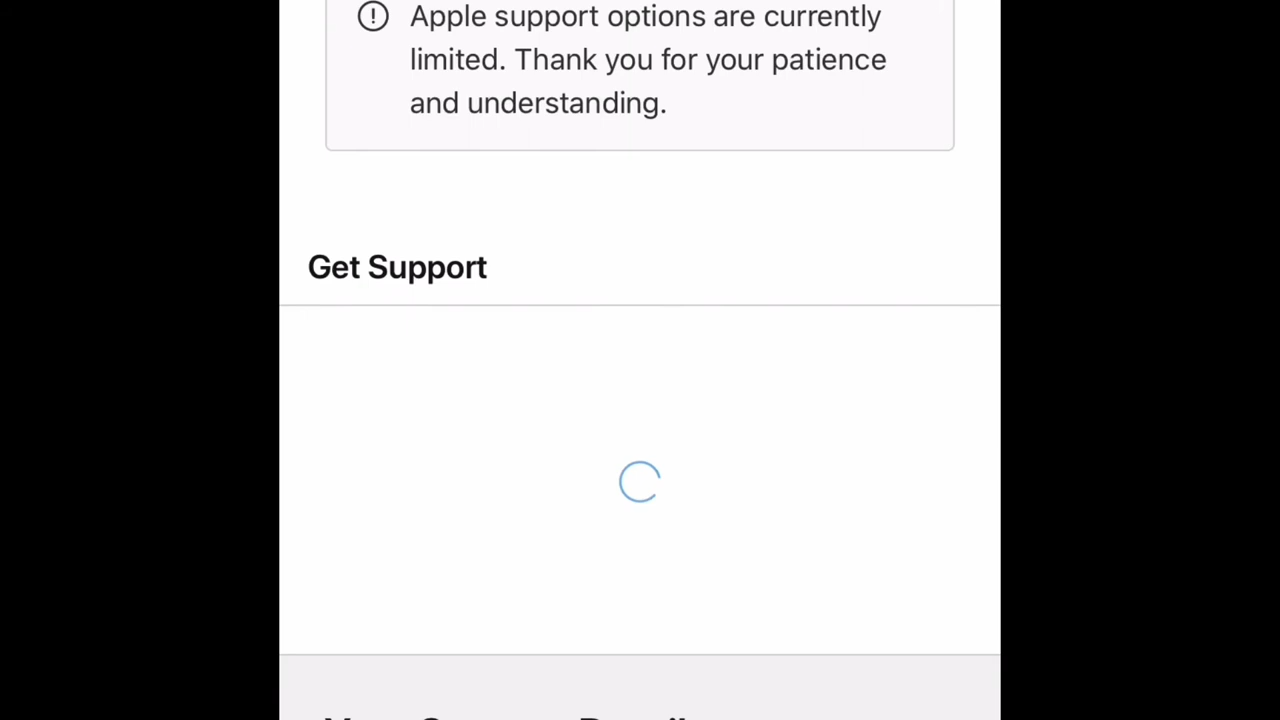 Apple support options are currently
limited. Thank you for your patience
and understanding.
Get Support